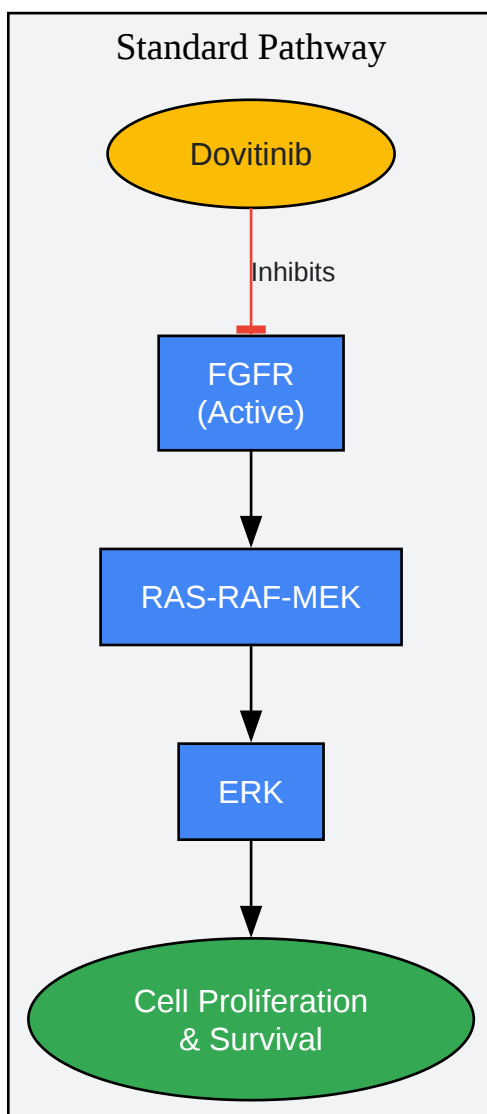 Standard Pathway
Dovitinib
Inhibits
FGFR
(Active)
RAS-RAF-MEK
ERK
Cell Proliferation
& Survival